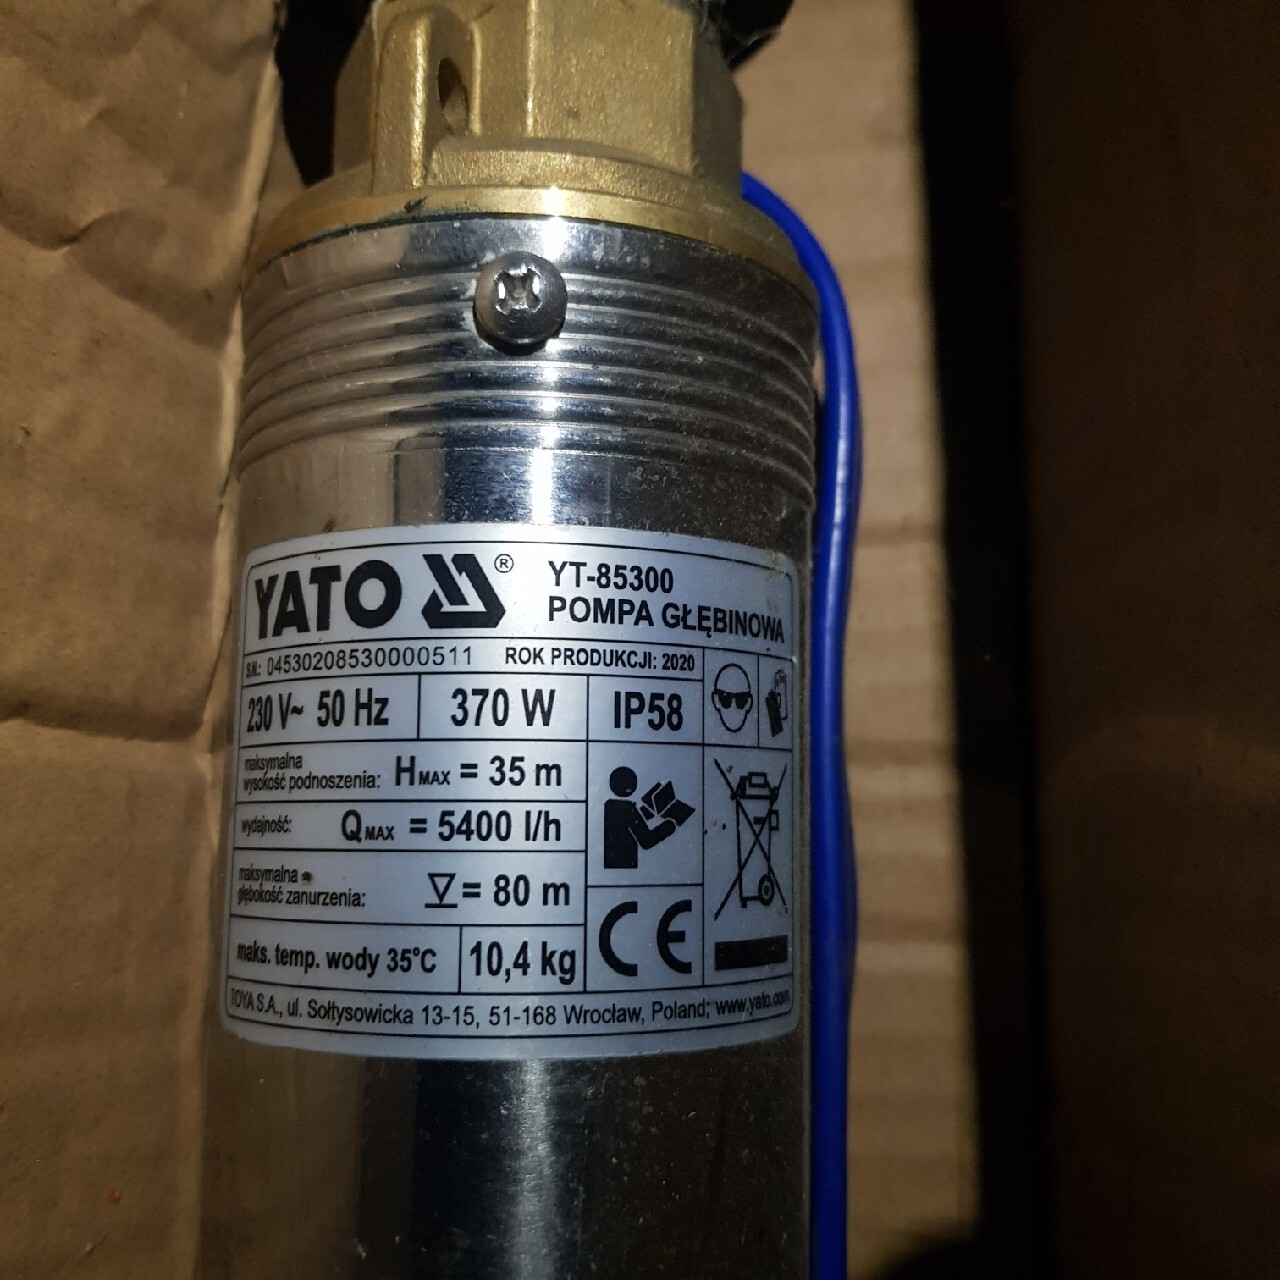 YATO ®
YT-85300
POMPA GŁĘBINOWA
S.N.: 04530208530000511 ROK PRODUKCJI: 2020
230 V~ 50 Hz 370 W IP58
maksymalna
wysokość podnoszenia: HMAX = 35 m
wydajność: QMAX = 5400 l/h
maksymalna
głębokość zanurzenia: = 80 m
maks. temp. wody 35°C 10,4 kg
CE
TOYA S.A., ul. Sołtysowicka 13-15, 51-168 Wrocław, Poland; www.yato.com